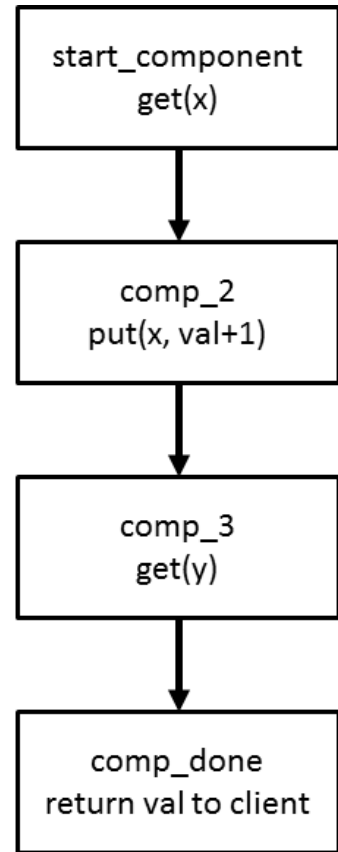 start_component
get(x)
comp_2
put(x, val+1)
comp_3
get(y)
comp_done
return val to client